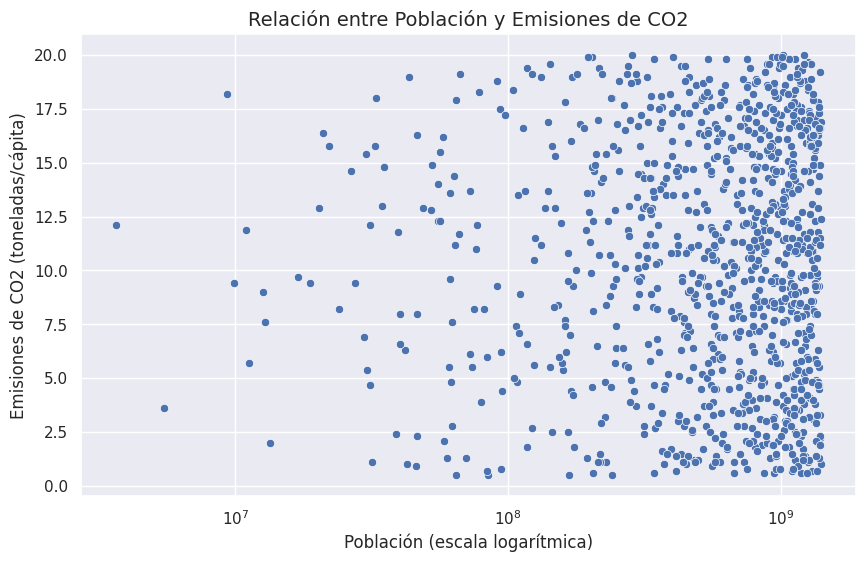 Relación entre Población y Emisiones de CO2
Emisiones de CO2 (toneladas/cápita)
20.0
17.5
15.0
12.5
10.0
7.5
5.0
2.5
0.0
10⁷ 10⁸ 10⁹
Población (escala logarítmica)